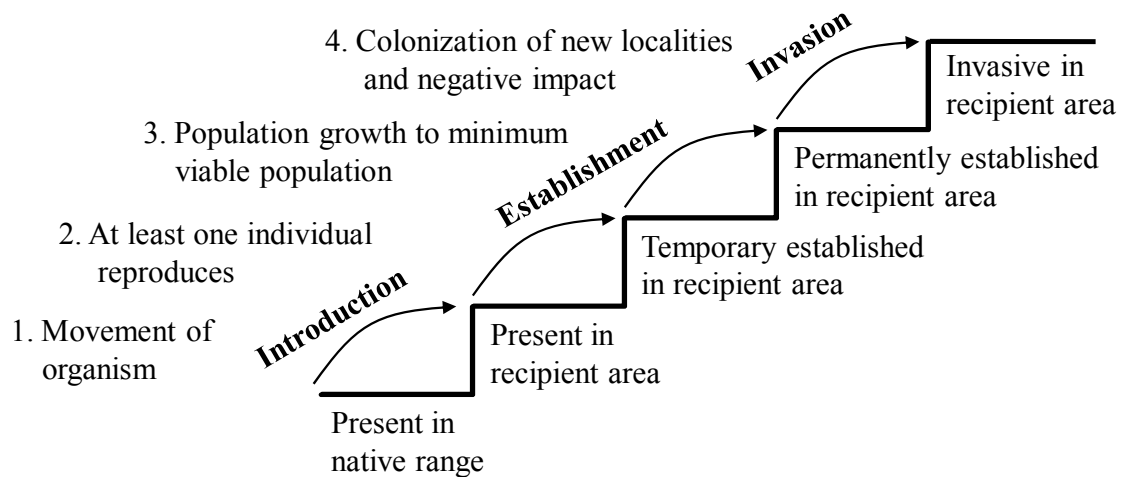 4. Colonization of new localities
and negative impact
Invasion
Invasive in
recipient area
3. Population growth to minimum
viable population
Establishment
Permanently established
in recipient area
2. At least one individual
reproduces
Temporary established
in recipient area
Introduction
1. Movement of
organism
Present in
recipient area
Present in
native range